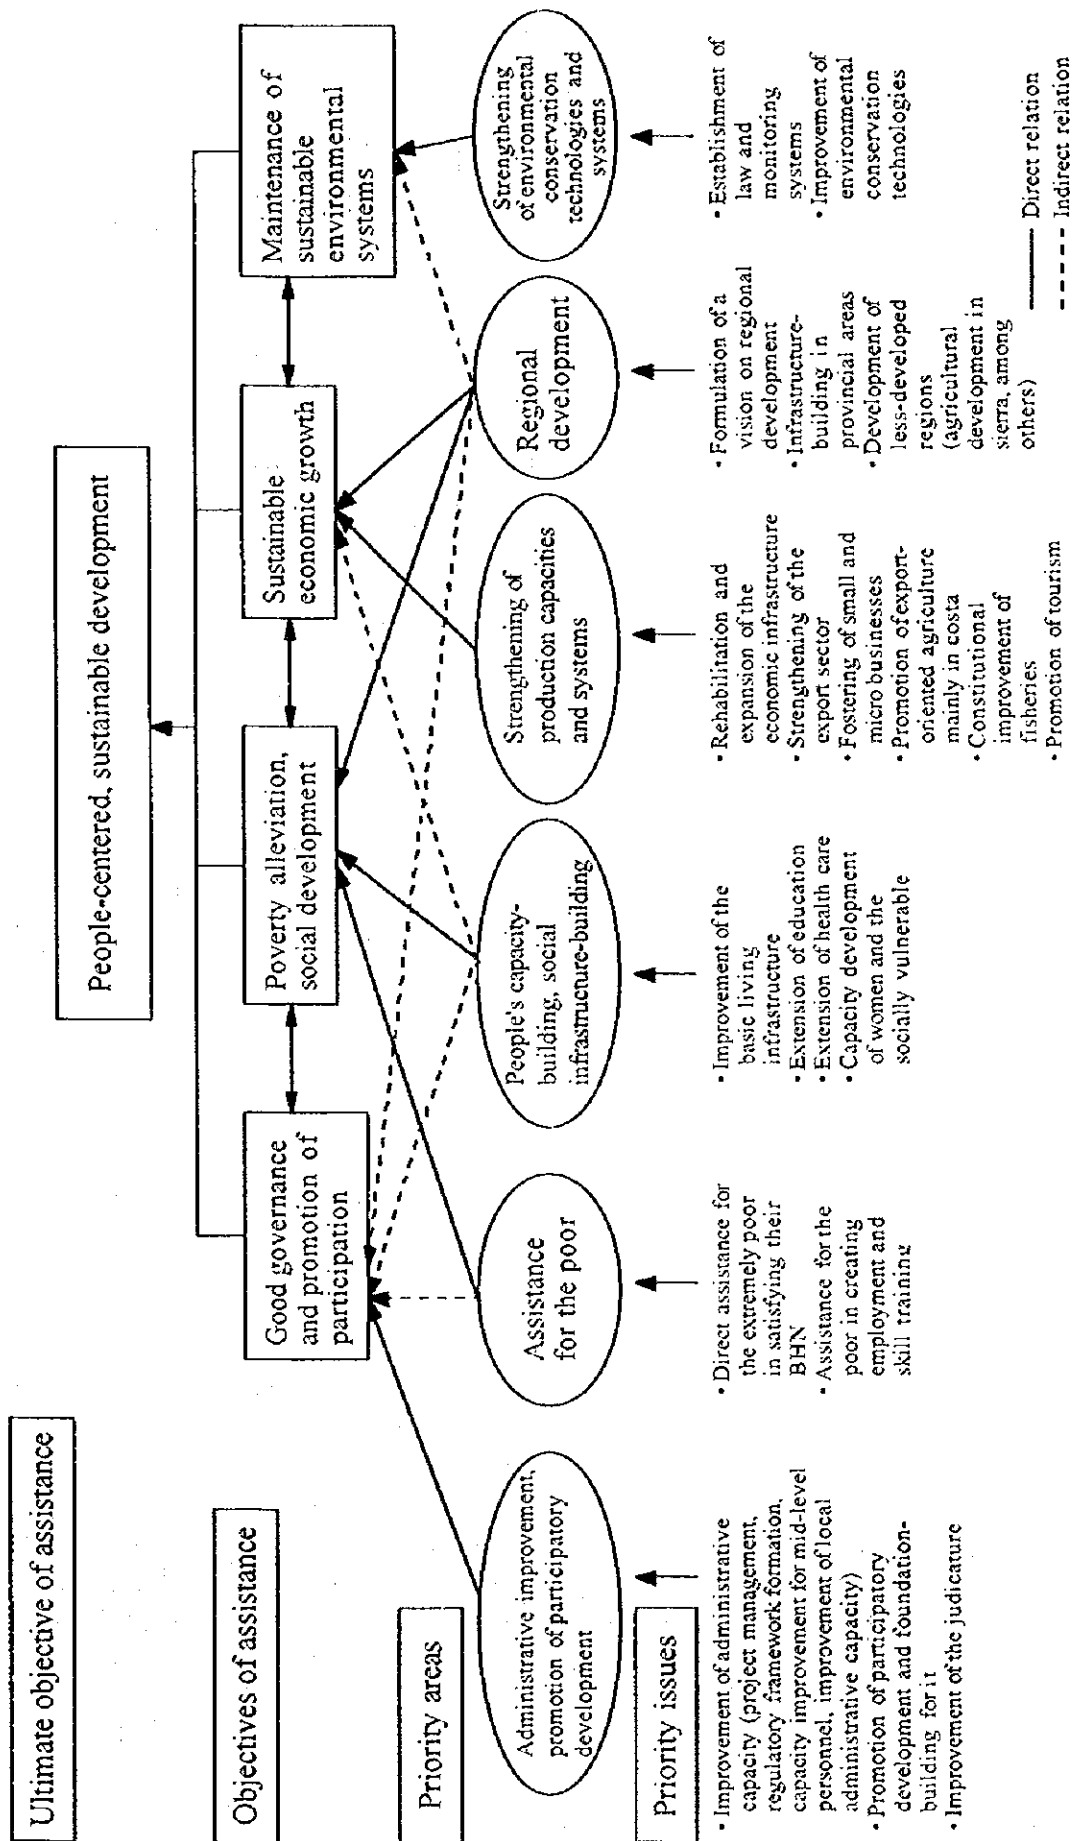 Ultimate objective of assistance
People-centered, sustainable development
Objectives of assistance
Good governance
and promotion of
participation
Poverty alleviation,
social development
Sustainable
economic growth
Maintenance of
sustainable
environmental
systems
Priority areas
Administrative improvement,
promotion of participatory
development
Assistance
for the poor
People's capacity-
building, social
infrastructure-building
Strengthening of
production capacities
and systems
Regional
development
Strengthening
of environmental
conservation
technologies and
systems
Priority issues
• Improvement of administrative
capacity (project management,
regulatory framework formation,
capacity improvement for mid-level
personnel, improvement of local
administrative capacity)
• Promotion of participatory
development and foundation-
building for it
• Improvement of the judicature
• Direct assistance for
the extremely poor
in satisfying their
BHN
• Assistance for the
poor in creating
employment and
skill training
• Improvement of the
basic living
infrastructure
• Extension of education
• Extension of health care
• Capacity development
of women and the
socially vulnerable
• Rehabilitation and
expansion of the
economic infrastructure
• Strengthening of the
export sector
• Fostering of small and
micro businesses
• Promotion of export-
oriented agriculture
mainly in costa
• Constitutional
improvement of
fisheries
• Promotion of tourism
• Formulation of a
vision on regional
development
• Infrastructure-
building in
provincial areas
• Development of
less-developed
regions
(agricultural
development in
sierra, among
others)
• Establishment of
law and
monitoring
systems
• Improvement of
environmental
conservation
technologies
Direct relation
Indirect relation